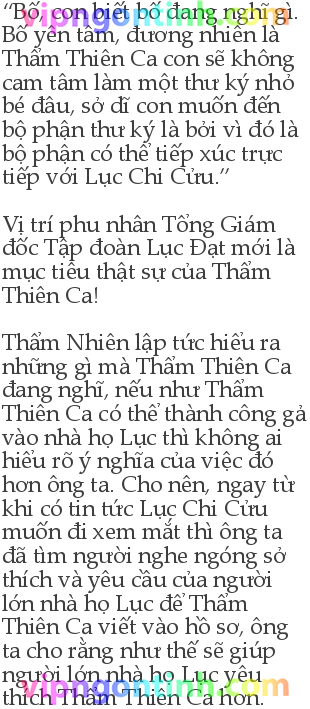 “Bố, con biết bố đang nghĩ gì.
Bố yên tâm, đương nhiên là
Thẩm Thiên Ca con sẽ không
cam tâm làm một thư ký nhỏ
bé đâu, sở dĩ con muốn đến
bộ phận thư ký là bởi vì đó là
bộ phận có thể tiếp xúc trực
tiếp với Lục Chi Cửu.”
Vị trí phu nhân Tổng Giám
đốc Tập đoàn Lục Đạt mới là
mục tiêu thật sự của Thẩm
Thiên Ca!
Thẩm Nhiên lập tức hiểu ra
những gì mà Thẩm Thiên Ca
đang nghĩ, nếu như Thẩm
Thiên Ca có thể thành công gả
vào nhà họ Lục thì không ai
hiểu rõ ý nghĩa của việc đó
hơn ông ta. Cho nên, ngay từ
khi có tin tức Lục Chi Cửu
muốn đi xem mắt thì ông ta
đã tìm người nghe ngóng sở
thích và yêu cầu của người
lớn nhà họ Lục để Thẩm
Thiên Ca viết vào hồ sơ, ông
ta cho rằng như thế sẽ giúp
người lớn nhà họ Lục yêu
thích Thẩm Thiên Ca hơn.
vipngontinh.com
vipngontinh.com